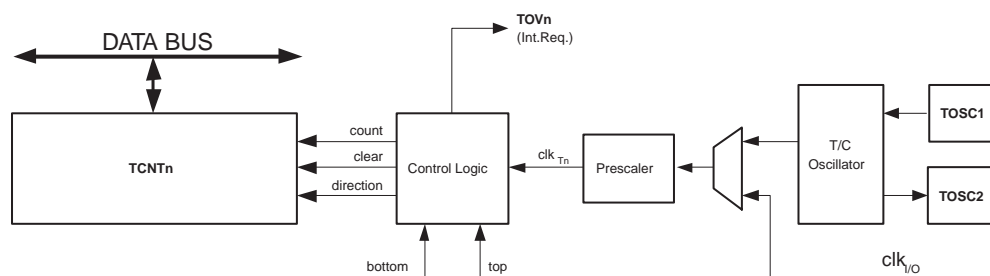 TOVn
(Int.Req.)
DATA BUS
TOSC1
count
T/C
Oscillator
TCNTn
clear
Control Logic
clk Tn
Prescaler
direction
TOSC2
bottom
top
clk I/O